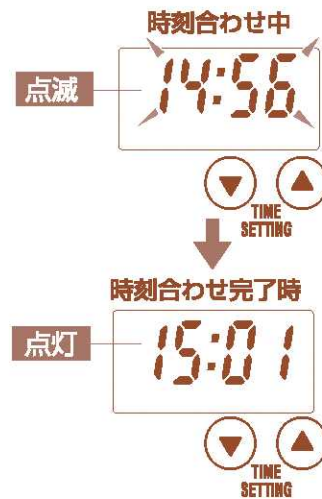 時刻合わせ中
点滅
14:56
▼ ▲
TIME
SETTING
時刻合わせ完了時
点灯
15:01
▼ ▲
TIME
SETTING